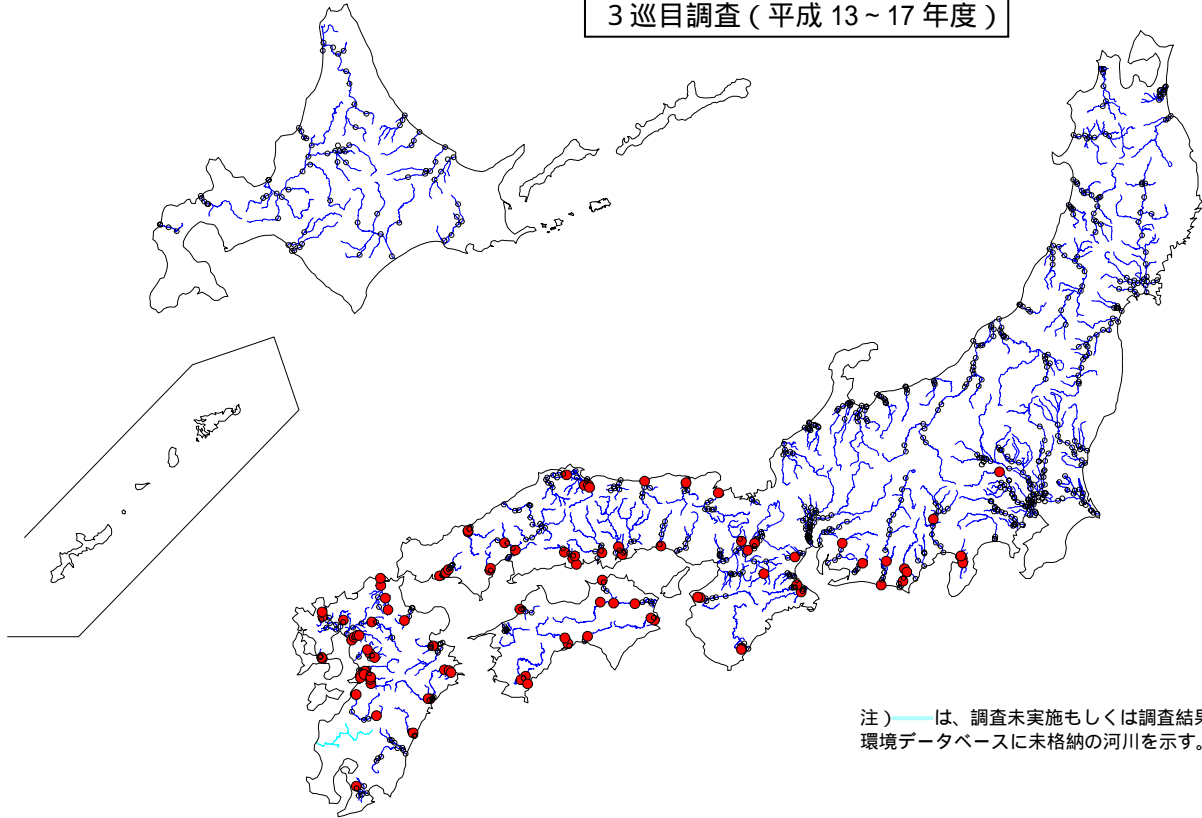 3巡目調査(平成 13~17 年度)
注) は、調査未実施もしくは調査結果
環境データベースに未格納の河川を示す。